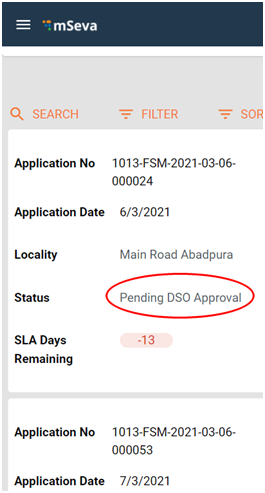 mSeva
SEARCH FILTER SOR
Application No 1013-FSM-2021-03-06-
000024
Application Date 6/3/2021
Locality Main Road Abadpura
Status Pending DSO Approval
SLA Days -13
Remaining
Application No 1013-FSM-2021-03-06-
000053
Application Date 7/3/2021